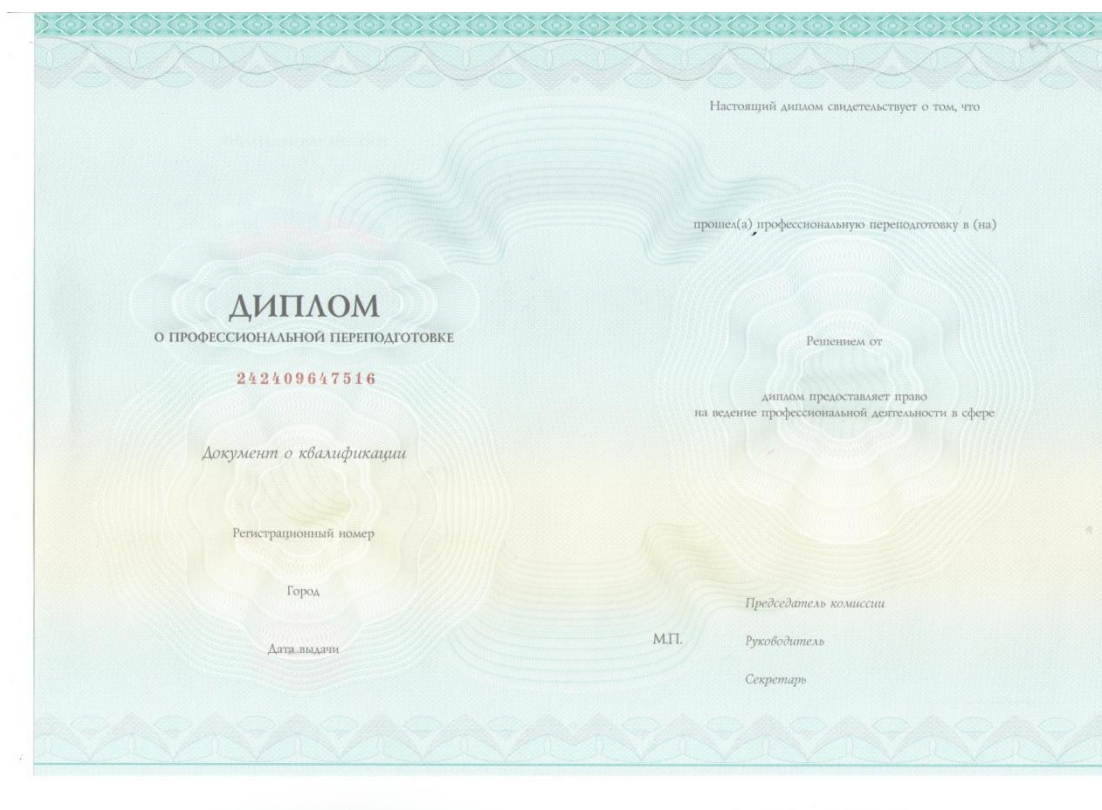 ДИПЛОМ
О ПРОФЕССИОНАЛЬНОЙ ПЕРЕПОДГОТОВКЕ
242409647516
Документ о квалификации
Регистрационный номер
Город
Дата выдачи
Настоящий диплом свидетельствует о том, что
прошел(а) профессиональную переподготовку в (на)
Решением от
диплом предоставляет право
на ведение профессиональной деятельности в сфере
Председатель комиссии
М.П.
Руководитель
Секретарь